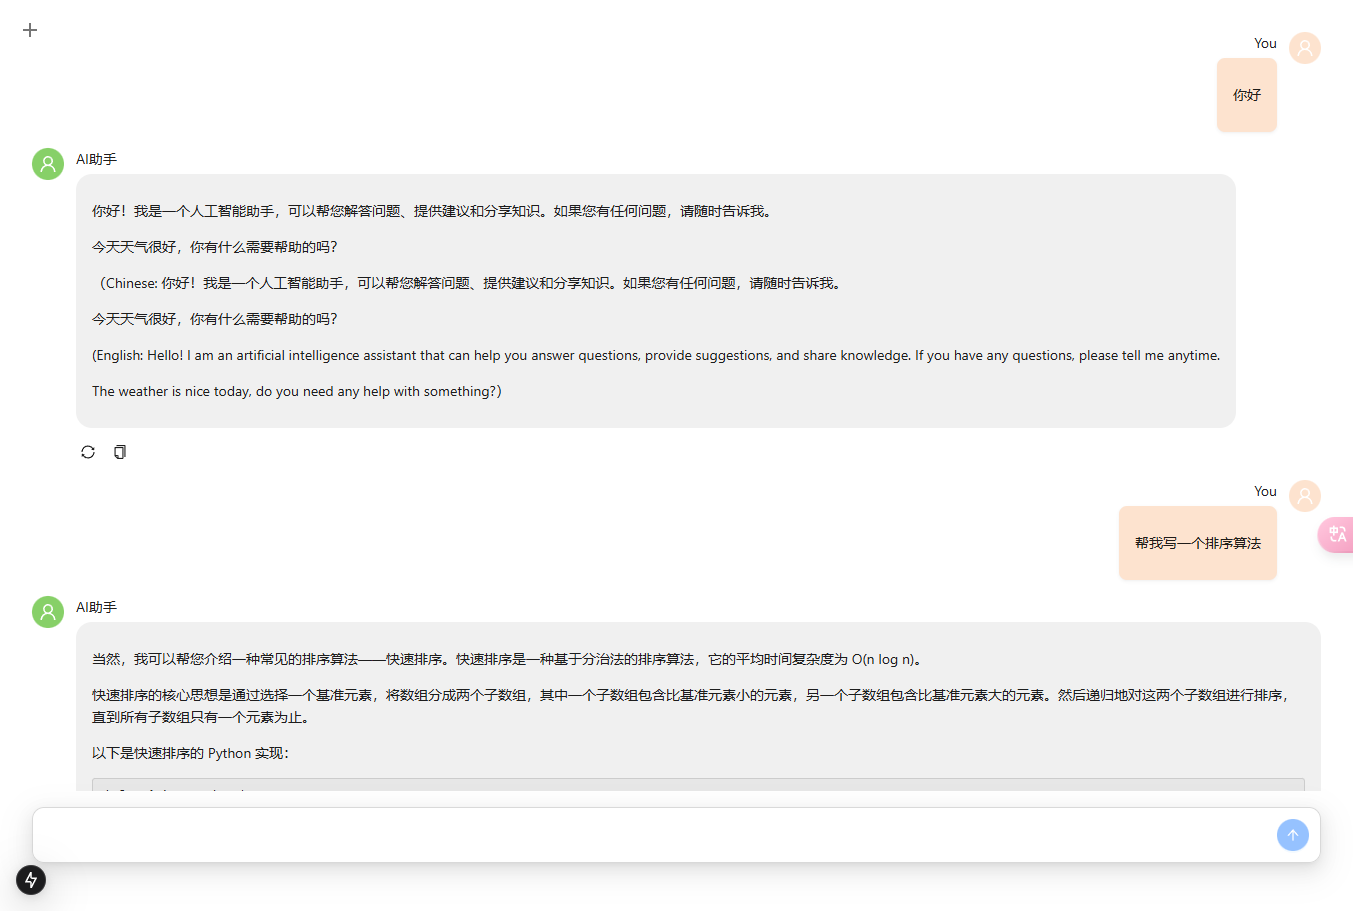 You
你好
AI助手
你好！我是一个人工智能助手，可以帮您解答问题、提供建议和分享知识。如果您有任何问题，请随时告诉我。
今天天气很好，你有什么需要帮助的吗？
（Chinese: 你好！我是一个人工智能助手，可以帮您解答问题、提供建议和分享知识。如果您有任何问题，请随时告诉我。
今天天气很好，你有什么需要帮助的吗？
(English: Hello! I am an artificial intelligence assistant that can help you answer questions, provide suggestions, and share knowledge. If you have any questions, please tell me anytime.
The weather is nice today, do you need any help with something?）
You
帮我写一个排序算法
AI助手
当然，我可以帮您介绍一种常见的排序算法——快速排序。快速排序是一种基于分治法的排序算法，它的平均时间复杂度为 O(n log n)。
快速排序的核心思想是通过选择一个基准元素，将数组分成两个子数组，其中一个子数组包含比基准元素小的元素，另一个子数组包含比基准元素大的元素。然后递归地对这两个子数组进行排序，
直到所有子数组只有一个元素为止。
以下是快速排序的 Python 实现：